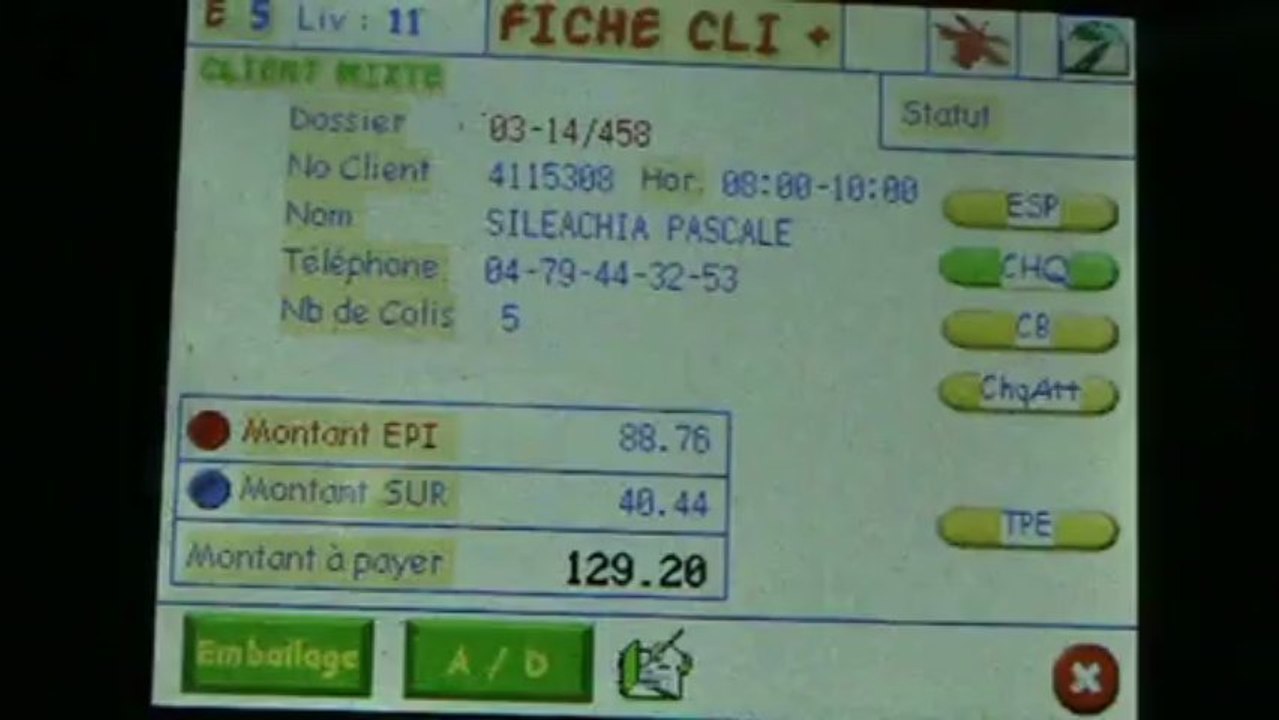 E 5 Liv : 11 FICHE CLI +
CLIENT MIXTE
Statut
Dossier 03-14/458
No Client 4115308 Hor. 08:00-10:00
Nom SILEACHIA PASCALE
Téléphone 04-79-44-32-53
Nb de Colis 5
ESP
CHQ
CB
ChqAtt
TPE
Montant EPI 88.76
Montant SUR 40.44
Montant à payer 129.20
Emballage A / D